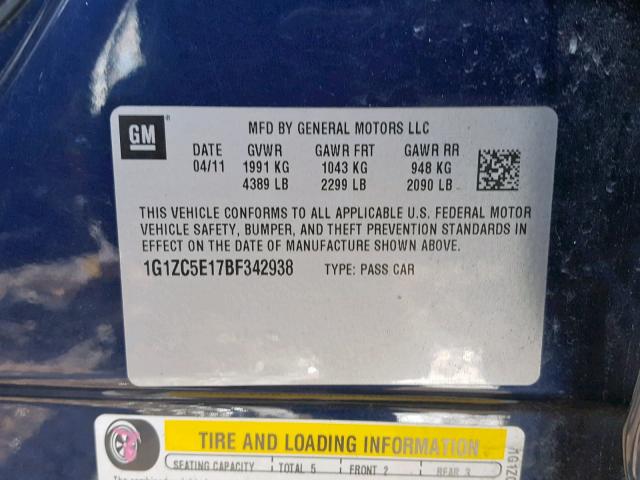 GM ®
MFD BY GENERAL MOTORS LLC
DATE GVWR GAWR FRT GAWR RR
04/11 1991 KG 1043 KG 948 KG
4389 LB 2299 LB 2090 LB
THIS VEHICLE CONFORMS TO ALL APPLICABLE U.S. FEDERAL MOTOR
VEHICLE SAFETY, BUMPER, AND THEFT PREVENTION STANDARDS IN
EFFECT ON THE DATE OF MANUFACTURE SHOWN ABOVE.
1G1ZC5E17BF342938 TYPE: PASS CAR
TIRE AND LOADING INFORMATION
SEATING CAPACITY TOTAL 5 FRONT 2 REAR 3
1G1ZC